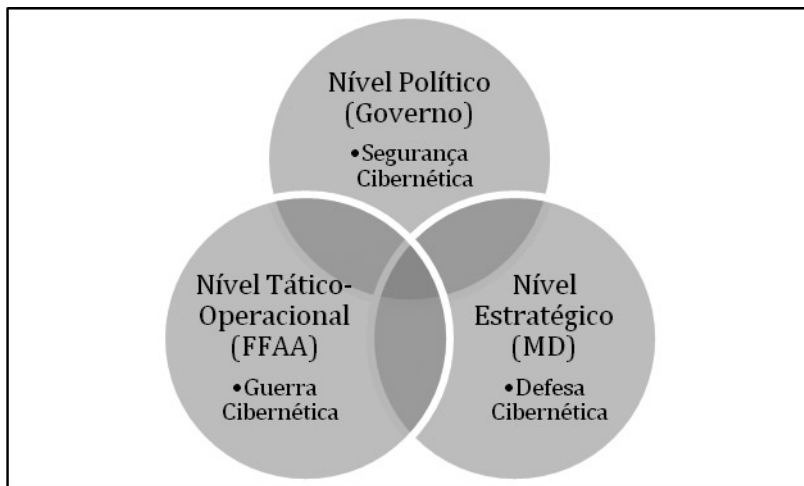 Nível Político
(Governo)
•Segurança
Cibernética
Nível Tático-
Operacional
(FFAA)
•Guerra
Cibernética
Nível
Estratégico
(MD)
•Defesa
Cibernética